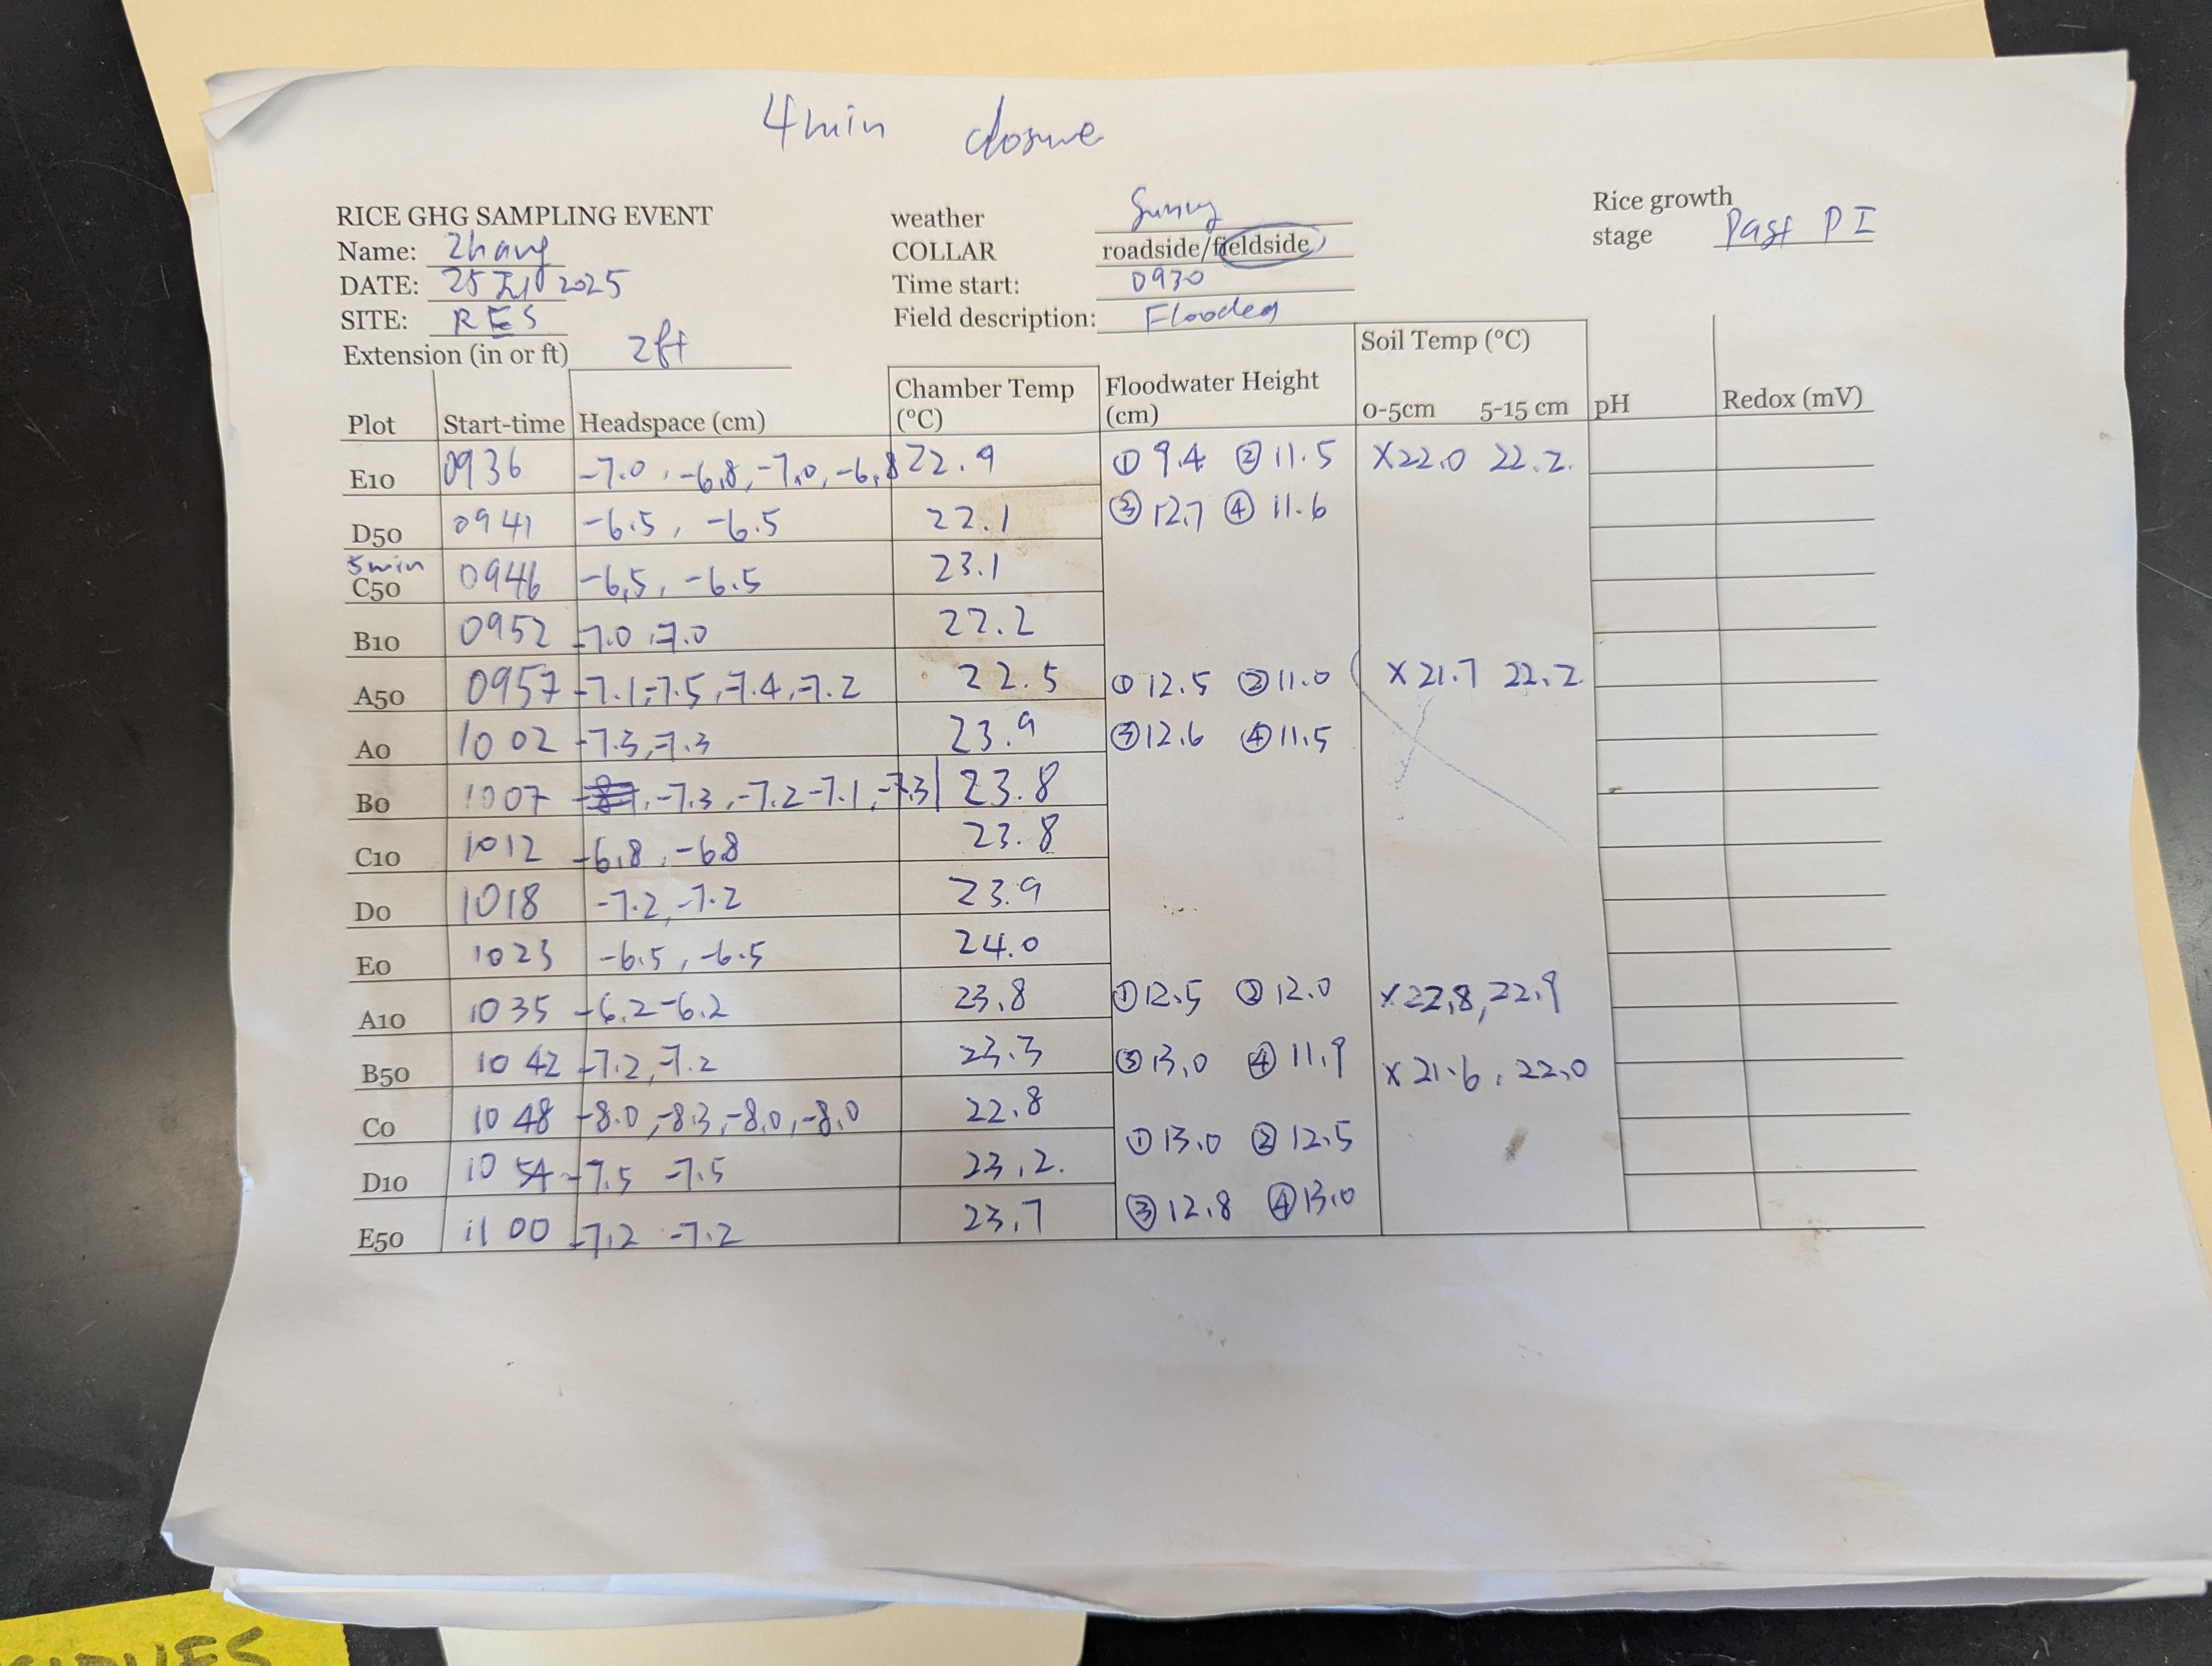 4min closure
RICE GHG SAMPLING EVENT weather Sunny Rice growth
Name: Zhang COLLAR roadside/fieldside stage Past PI
DATE: 25 Jul 2025 Time start: 0930
SITE: RES Field description: Flooded
Extension (in or ft) 2ft Soil Temp (°C)
Plot Start-time Headspace (cm) Chamber Temp (°C) Floodwater Height (cm) 0-5cm 5-15 cm pH Redox (mV)
E10 0936 -7.0, -6.8, -7.0, -6.8 22.9 ① 9.4 ② 11.5 X22.0 22.2
D50 0941 -6.5, -6.5 22.1 ③ 12.7 ④ 11.6
5min
C50 0946 -6.5, -6.5 23.1
B10 0952 -7.0, -7.0 22.2
A50 0957 -7.1, -7.5, -7.4, -7.2 22.5 ① 12.5 ② 11.0 X 21.7 22.2
A0 1002 -7.3, -7.3 23.9 ③ 12.6 ④ 11.5
B0 1007 -7.3, -7.2 -7.1, -7.3 23.8
C10 1012 -6.8, -6.8 23.8
D0 1018 -7.2, -7.2 23.9
E0 1023 -6.5, -6.5 24.0
A10 1035 -6.2 -6.2 23.8 ① 12.5 ② 12.0 X22.8, 22.9
B50 1042 -7.2, -7.2 23.3 ③ 13.0 ④ 11.9 X 21.6, 22.0
C0 1048 -8.0, -8.3, -8.0, -8.0 22.8 ① 13.0 ② 12.5
D10 1054 -7.5 -7.5 23.2
E50 1100 -7.2 -7.2 23.7 ③ 12.8 ④ 13.0